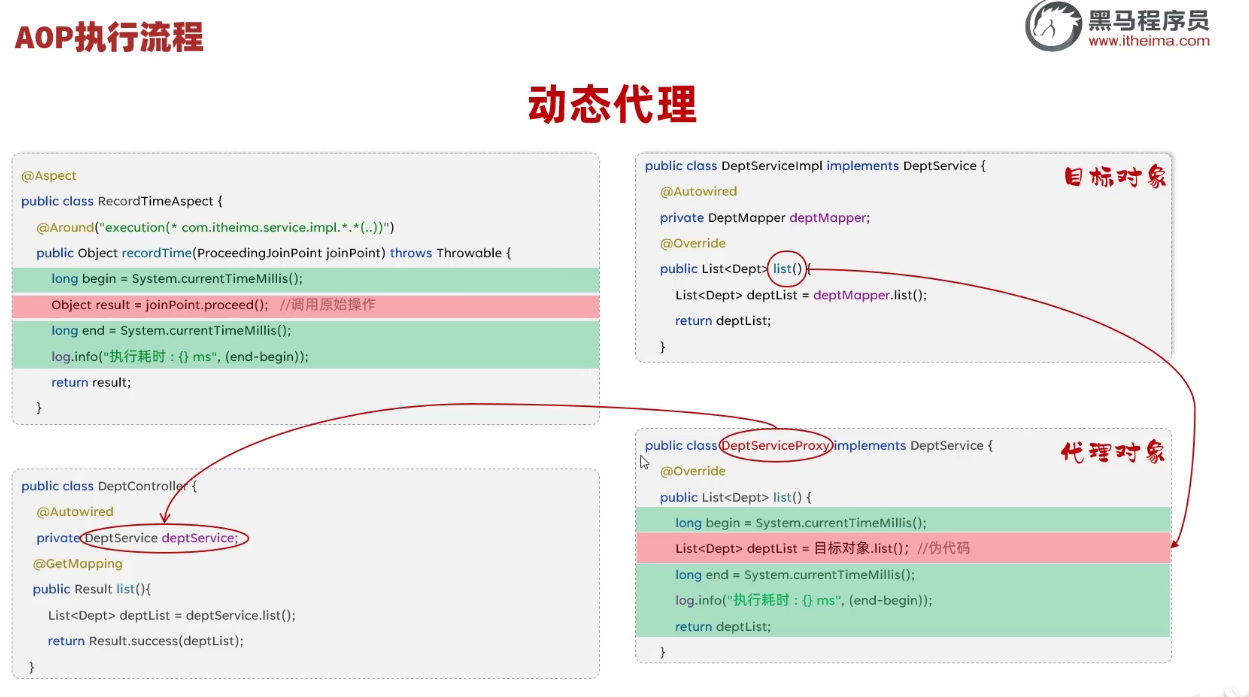 AOP执行流程
黑马程序员
www.itheima.com
动态代理
@Aspect
public class RecordTimeAspect {
@Around("execution(* com.itheima.service.impl.*.*(..))")
public Object recordTime(ProceedingJoinPoint joinPoint) throws Throwable {
long begin = System.currentTimeMillis();
Object result = joinPoint.proceed(); //调用原始操作
long end = System.currentTimeMillis();
log.info("执行耗时 : {} ms", (end-begin));
return result;
}
public class DeptServiceImpl implements DeptService {
目标对象
@Autowired
private DeptMapper deptMapper;
@Override
public List<Dept> list() {
List<Dept> deptList = deptMapper.list();
return deptList;
}
public class DeptController {
@Autowired
private DeptService deptService;
@GetMapping
public Result list(){
List<Dept> deptList = deptService.list();
return Result.success(deptList);
}
public class DeptServiceProxy implements DeptService {
代理对象
@Override
public List<Dept> list() {
long begin = System.currentTimeMillis();
List<Dept> deptList = 目标对象.list(); //伪代码
long end = System.currentTimeMillis();
log.info("执行耗时 : {} ms", (end-begin));
return deptList;
}